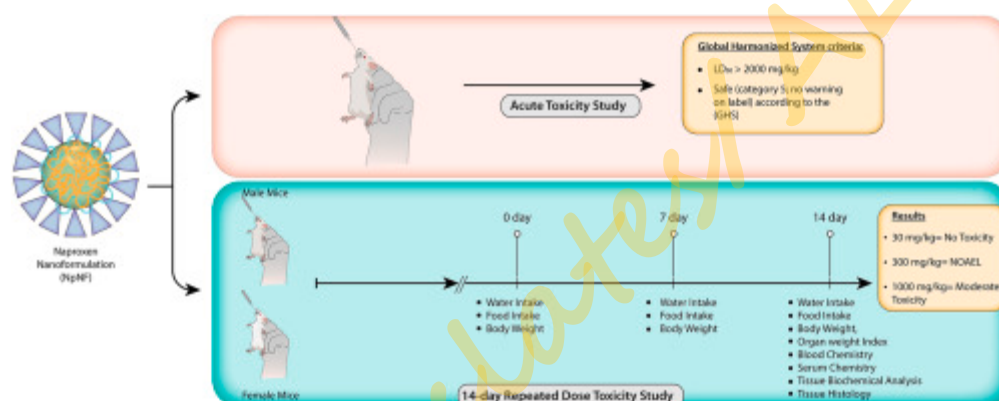 Global Harmonized System criteria:
• LD50 > 2000 mg/kg
• Safe (category 5; no warning
on label) according to the
(GHS)
Acute Toxicity Study
Naproxen
Nanoformulation
(NpNF)
Male Mice
Female Mice
0 day
7 day
14 day
• Water Intake
• Food Intake
• Body Weight
• Water Intake
• Food Intake
• Body Weight
• Water Intake
• Food Intake
• Body Weight,
• Organ weight Index
• Blood Chemistry
• Serum Chemistry
• Tissue Biochemical Analysis
• Tissue Histology
Results
• 30 mg/kg= No Toxicity
• 300 mg/kg= NOAEL
• 1000 mg/kg= Moderate
Toxicity
14-day Repeated Dose Toxicity Study